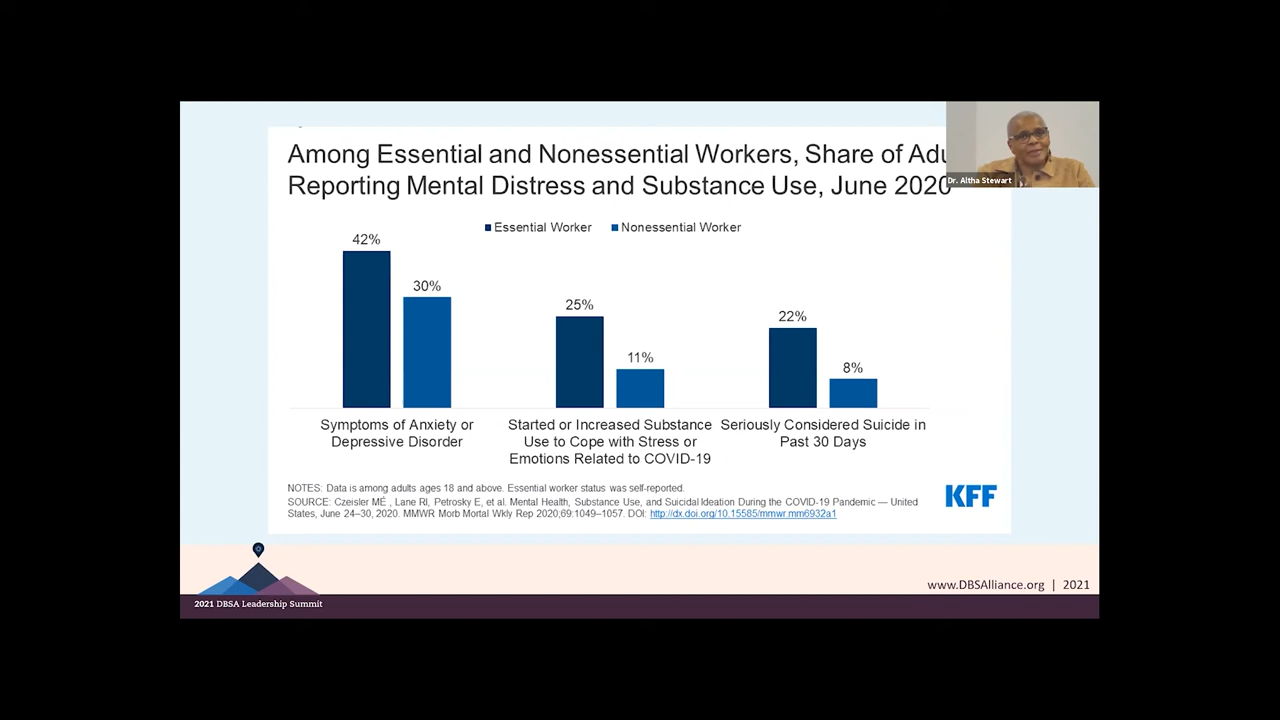 Among Essential and Nonessential Workers, Share of
Reporting Mental Distress and Substance Use, June 2020
Dr. Altha Stewart
Essential Worker Nonessential Worker
42%
30%
25%
11%
22%
8%
Symptoms of Anxiety or
Depressive Disorder
Started or Increased Substance
Use to Cope with Stress or
Emotions Related to COVID-19
Seriously Considered Suicide in
Past 30 Days
NOTES: Data is among adults ages 18 and above. Essential worker status was self-reported.
SOURCE: Czeisler MÉ , Lane RI, Petrosky E, et al. Mental Health, Substance Use, and Suicidal Ideation During the COVID-19 Pandemic — United
States, June 24–30, 2020. MMWR Morb Mortal Wkly Rep 2020;69:1049–1057. DOI: http://dx.doi.org/10.15585/mmwr.mm6932a1
KFF
www.DBSAlliance.org | 2021
2021 DBSA Leadership Summit